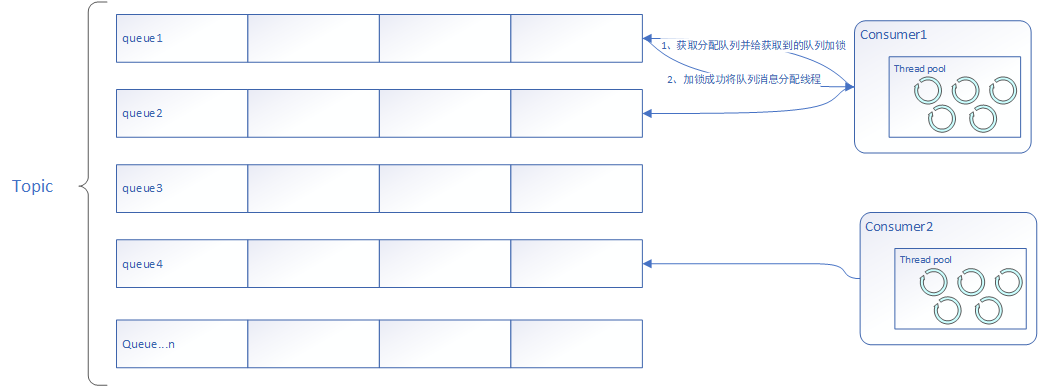 Topic
queue1
queue2
queue3
queue4
Queue...n
1、获取分配队列并给获取到的队列加锁
2、加锁成功将队列消息分配线程
Consumer1
Thread pool
Consumer2
Thread pool